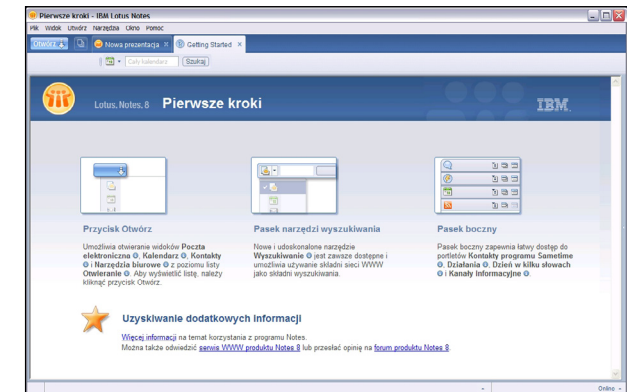 Pierwsze kroki - IBM Lotus Notes
Plik Widok Utwórz Narzędzia Okno Pomoc
Otwórz Nowa prezentacja × Getting Started ×
Cały kalendarz Szukaj
Lotus. Notes. 8 Pierwsze kroki IBM.
Przycisk Otwórz
Umożliwia otwieranie widoków Poczta
elektroniczna, Kalendarz, Kontakty
i Narzędzia biurowe z poziomu listy
Otwieranie. Aby wyświetlić listę, należy
kliknąć przycisk Otwórz.
Pasek narzędzi wyszukiwania
Nowe i udoskonalone narzędzie
Wyszukiwanie jest zawsze dostępne i
umożliwia używanie składni sieci WWW
jako składni wyszukiwania.
Pasek boczny
Pasek boczny zapewnia łatwy dostęp do
portletów Kontakty programu Sametime
, Działania, Dzień w kilku słowach
i Kanały Informacyjne.
Uzyskiwanie dodatkowych informacji
Więcej informacji na temat korzystania z programu Notes.
Można także odwiedzić serwis WWW produktu Notes 8 lub przesłać opinię na forum produktu Notes 8.
Online